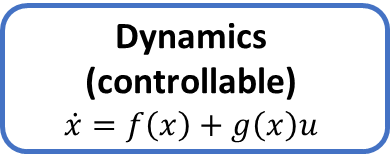 Dynamics
(controllable)
ẋ = f(x) + g(x)u